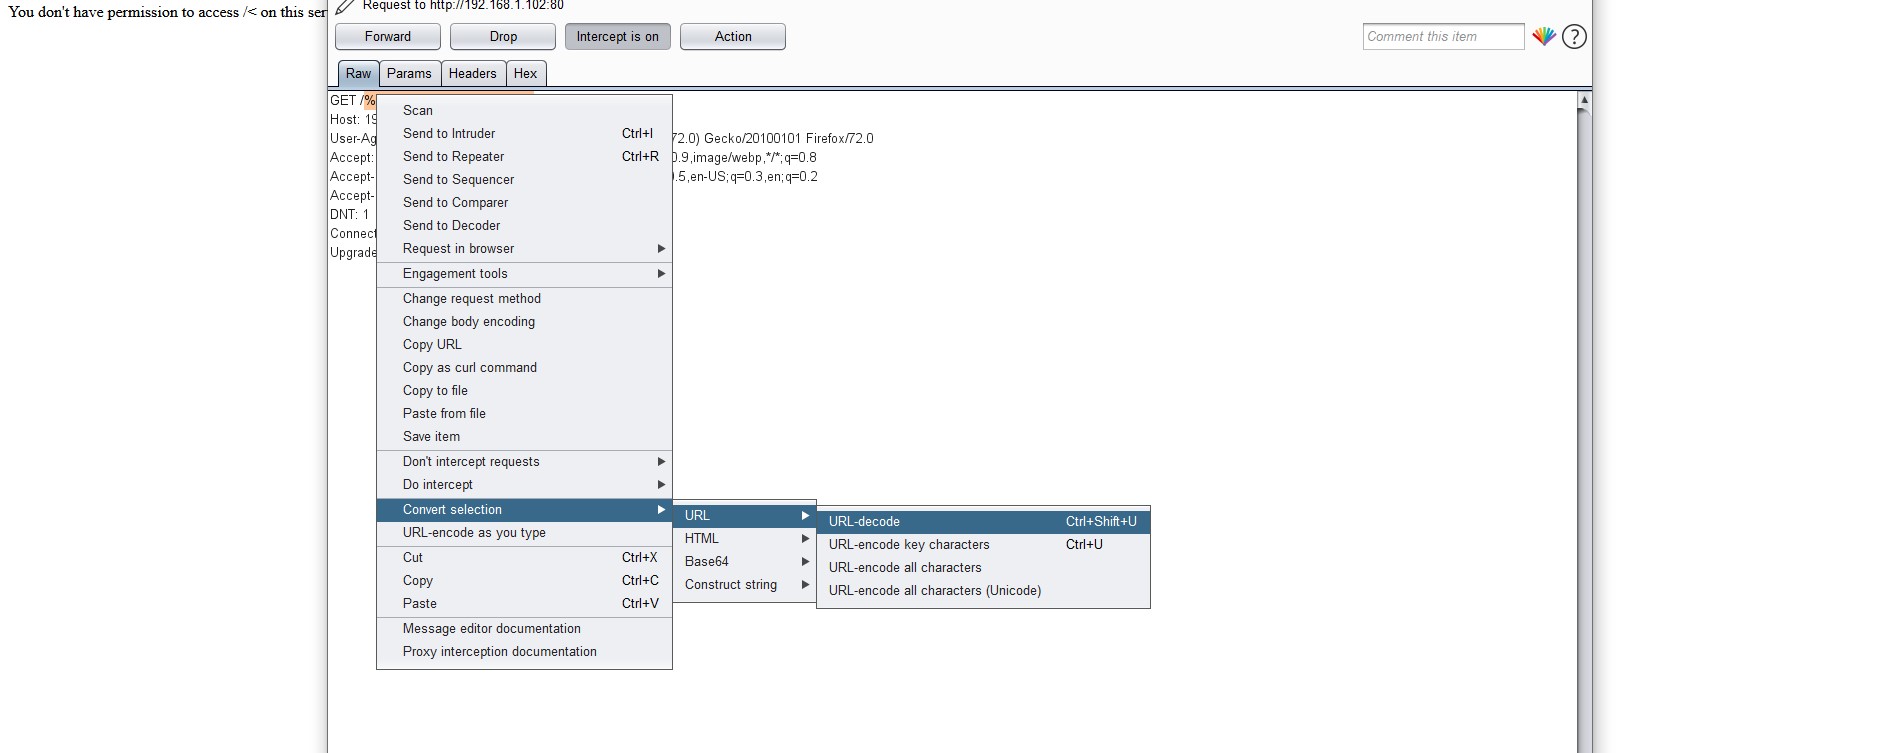 You don't have permission to access /< on this ser
Request to http://192.168.1.102:80
Forward
Drop
Intercept is on
Action
Comment this item
?
Raw
Params
Headers
Hex
GET /%
Host: 19
User-Ag
72.0) Gecko/20100101 Firefox/72.0
Accept:
0.9,image/webp,*/*;q=0.8
Accept-
.5,en-US;q=0.3,en;q=0.2
Accept-
DNT: 1
Connect
Upgrade
Scan
Send to Intruder Ctrl+I
Send to Repeater Ctrl+R
Send to Sequencer
Send to Comparer
Send to Decoder
Request in browser
Engagement tools
Change request method
Change body encoding
Copy URL
Copy as curl command
Copy to file
Paste from file
Save item
Don't intercept requests
Do intercept
Convert selection
URL-encode as you type
Cut Ctrl+X
Copy Ctrl+C
Paste Ctrl+V
Message editor documentation
Proxy interception documentation
URL
HTML
Base64
Construct string
URL-decode Ctrl+Shift+U
URL-encode key characters Ctrl+U
URL-encode all characters
URL-encode all characters (Unicode)